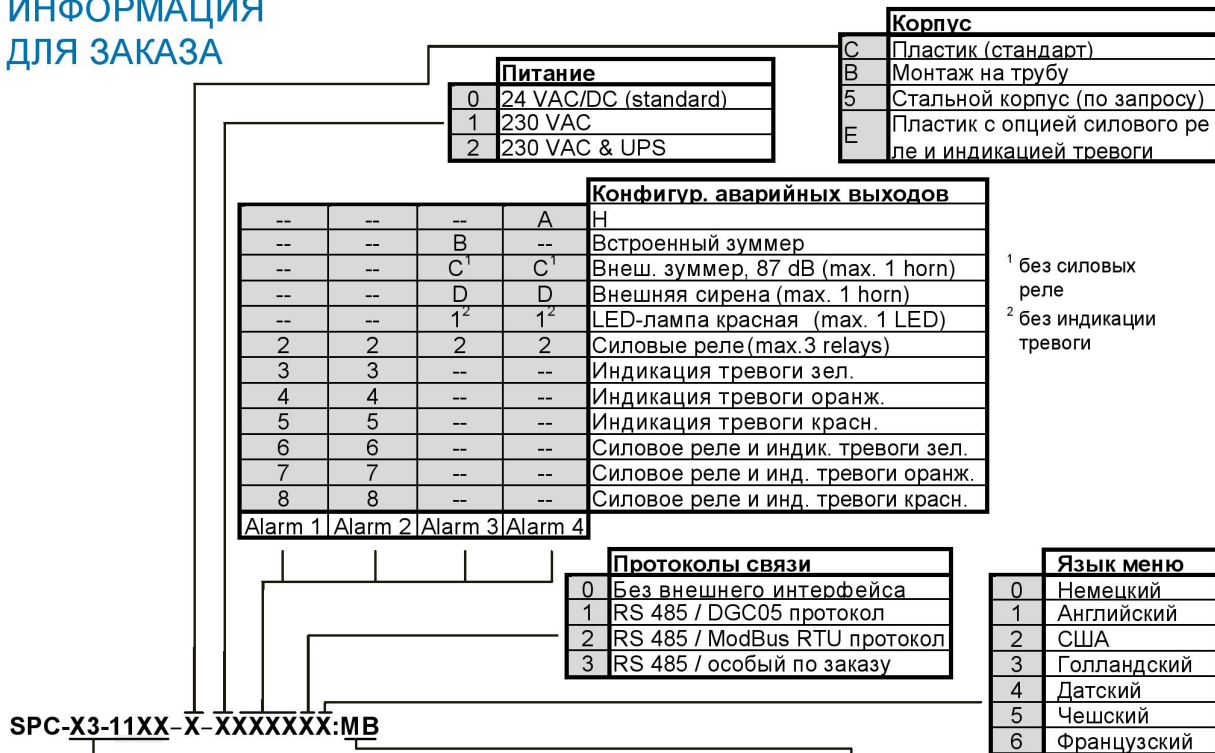 ИНФОРМАЦИЯ
ДЛЯ ЗАКАЗА
Корпус
C Пластик (стандарт)
B Монтаж на трубу
5 Стальной корпус (по запросу)
E Пластик с опцией силового ре
ле и индикацией тревоги
Питание
0 24 VAC/DC (standard)
1 230 VAC
2 230 VAC & UPS
Конфигур. аварийных выходов
-- -- -- A Н
-- -- B -- Встроенный зуммер
-- -- C¹ C¹ Внеш. зуммер, 87 dB (max. 1 horn)
-- -- D D Внешняя сирена (max. 1 horn)
-- -- 1² 1² LED-лампа красная (max. 1 LED)
2 2 2 2 Силовые реле (max.3 relays)
3 3 -- -- Индикация тревоги зел.
4 4 -- -- Индикация тревоги оранж.
5 5 -- -- Индикация тревоги красн.
6 6 -- -- Силовое реле и индик. тревоги зел.
7 7 -- -- Силовое реле и инд. тревоги оранж.
8 8 -- -- Силовое реле и инд. тревоги красн.
Alarm 1 Alarm 2 Alarm 3 Alarm 4
¹ без силовых
реле
² без индикации
тревоги
Протоколы связи
0 Без внешнего интерфейса
1 RS 485 / DGC05 протокол
2 RS 485 / ModBus RTU протокол
3 RS 485 / особый по заказу
Язык меню
0 Немецкий
1 Английский
2 США
3 Голландский
4 Датский
5 Чешский
6 Французский
SPC-X3-11XX–X–XXXXXXX:MB